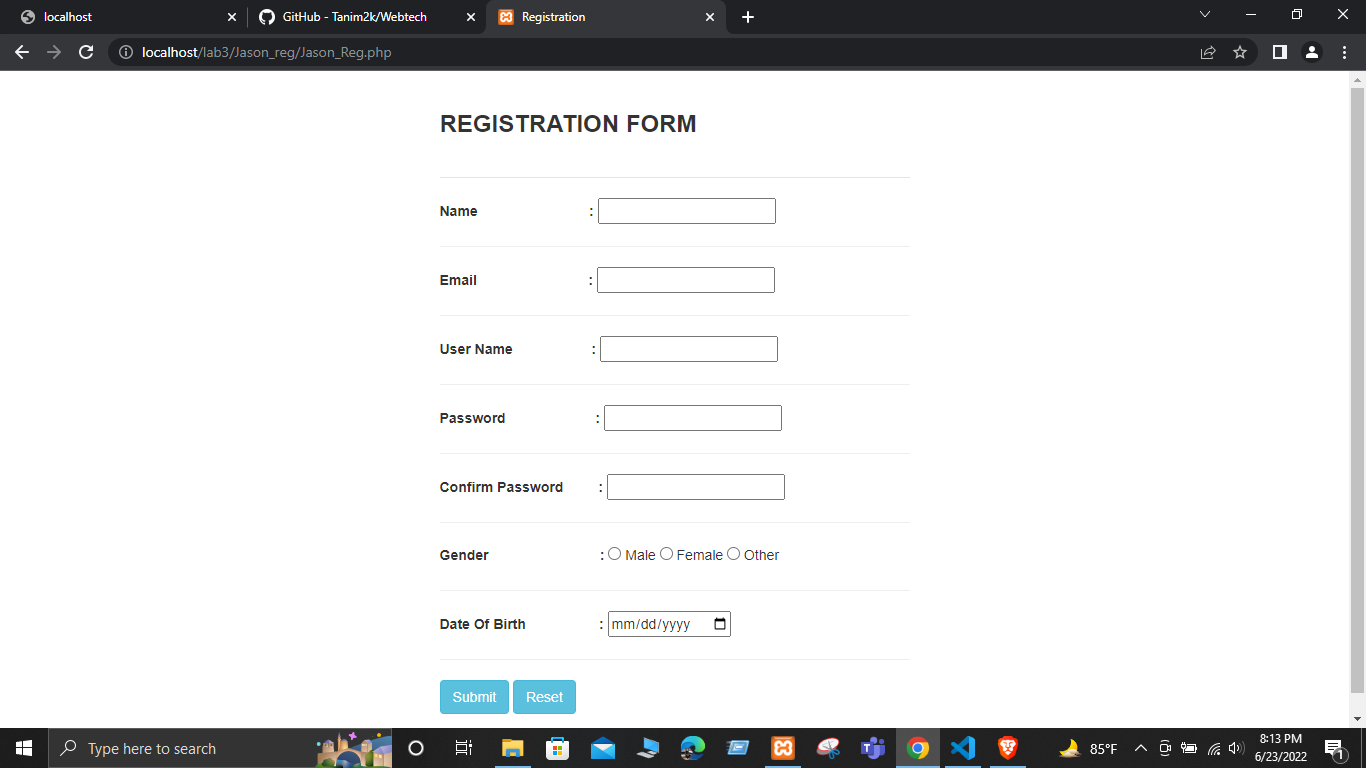 localhost
GitHub - Tanim2k/Webtech
Registration
localhost/lab3/Jason_reg/Jason_Reg.php
REGISTRATION FORM
Name :
Email :
User Name :
Password :
Confirm Password :
Gender : Male Female Other
Date Of Birth : mm/dd/yyyy
Submit Reset
Type here to search
85°F
8:13 PM
6/23/2022
1